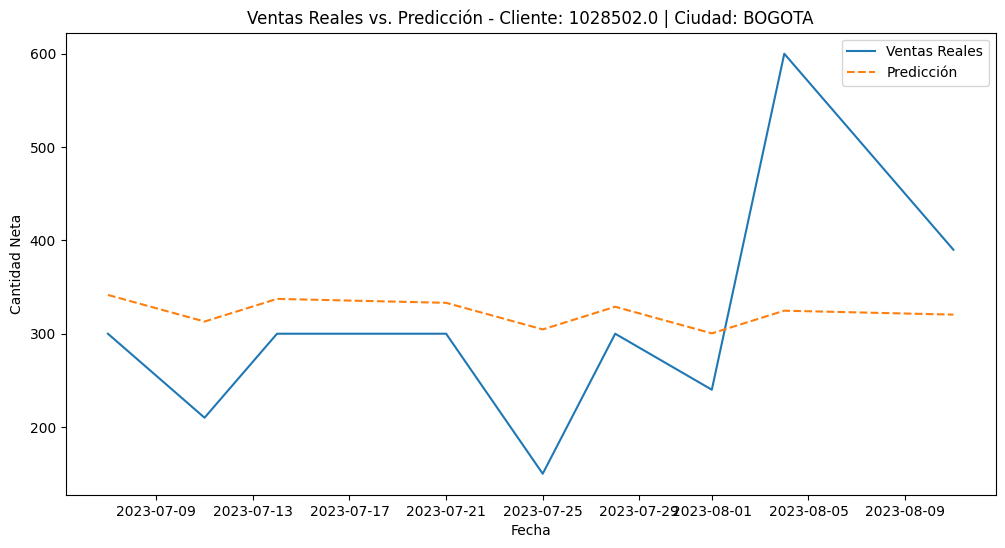 Ventas Reales vs. Predicción - Cliente: 1028502.0 | Ciudad: BOGOTA
Ventas Reales
Predicción
600
500
400
300
200
Cantidad Neta
2023-07-09 2023-07-13 2023-07-17 2023-07-21 2023-07-25 2023-07-29 2023-08-01 2023-08-05 2023-08-09
Fecha